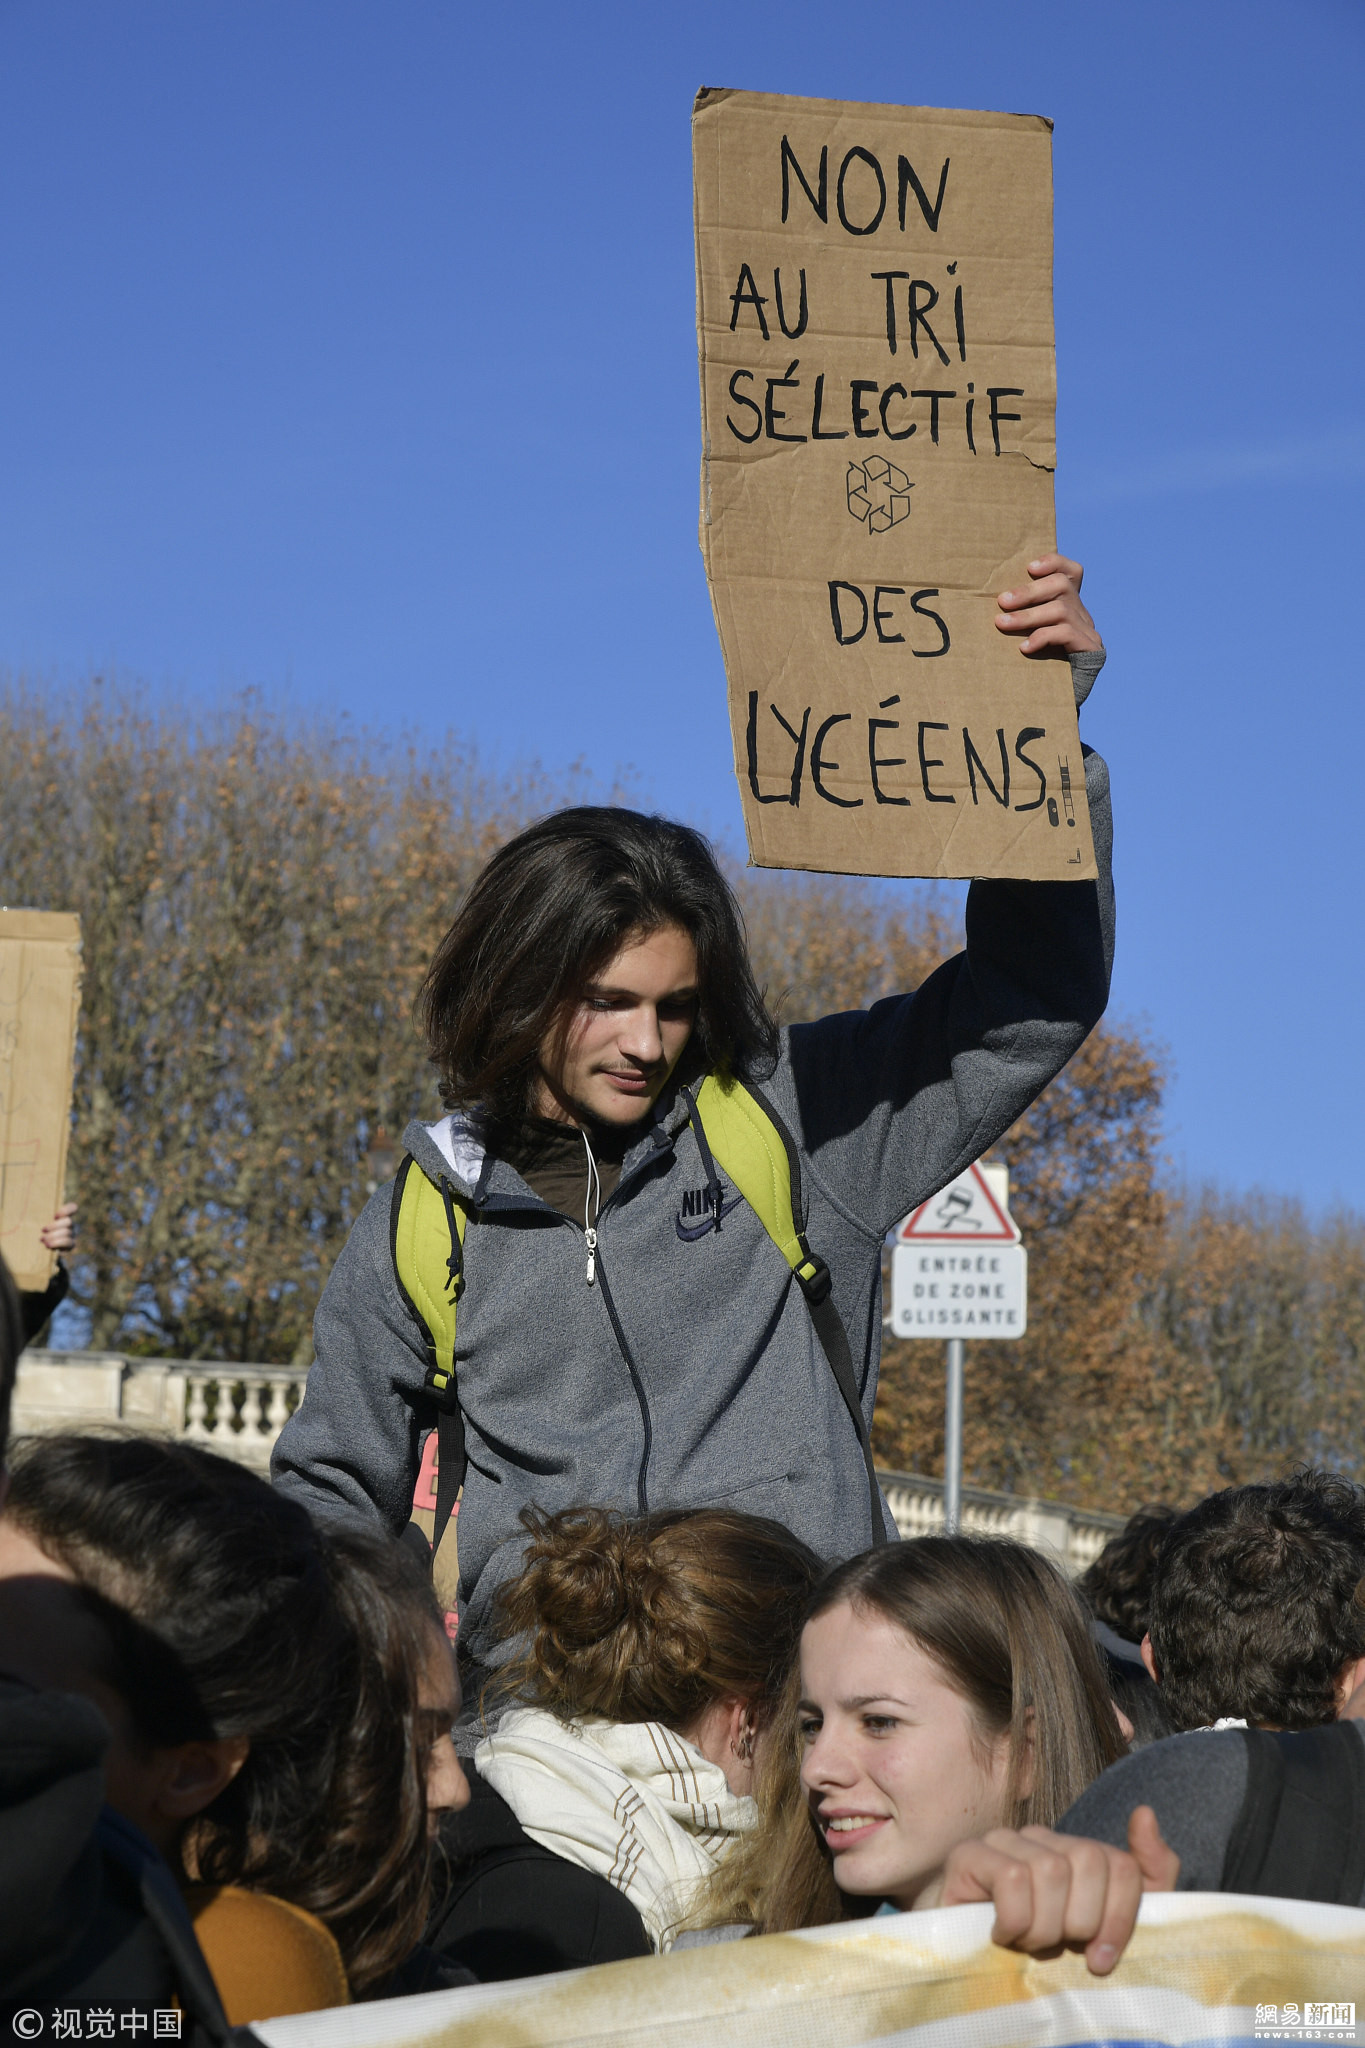 NON
AU TRi
SÉLECTiF
DES
LYCÉENS!
NIKE
ENTRÉE
DE ZONE
GLISSANTE
© 视觉中国
網易新闻
news.163.com